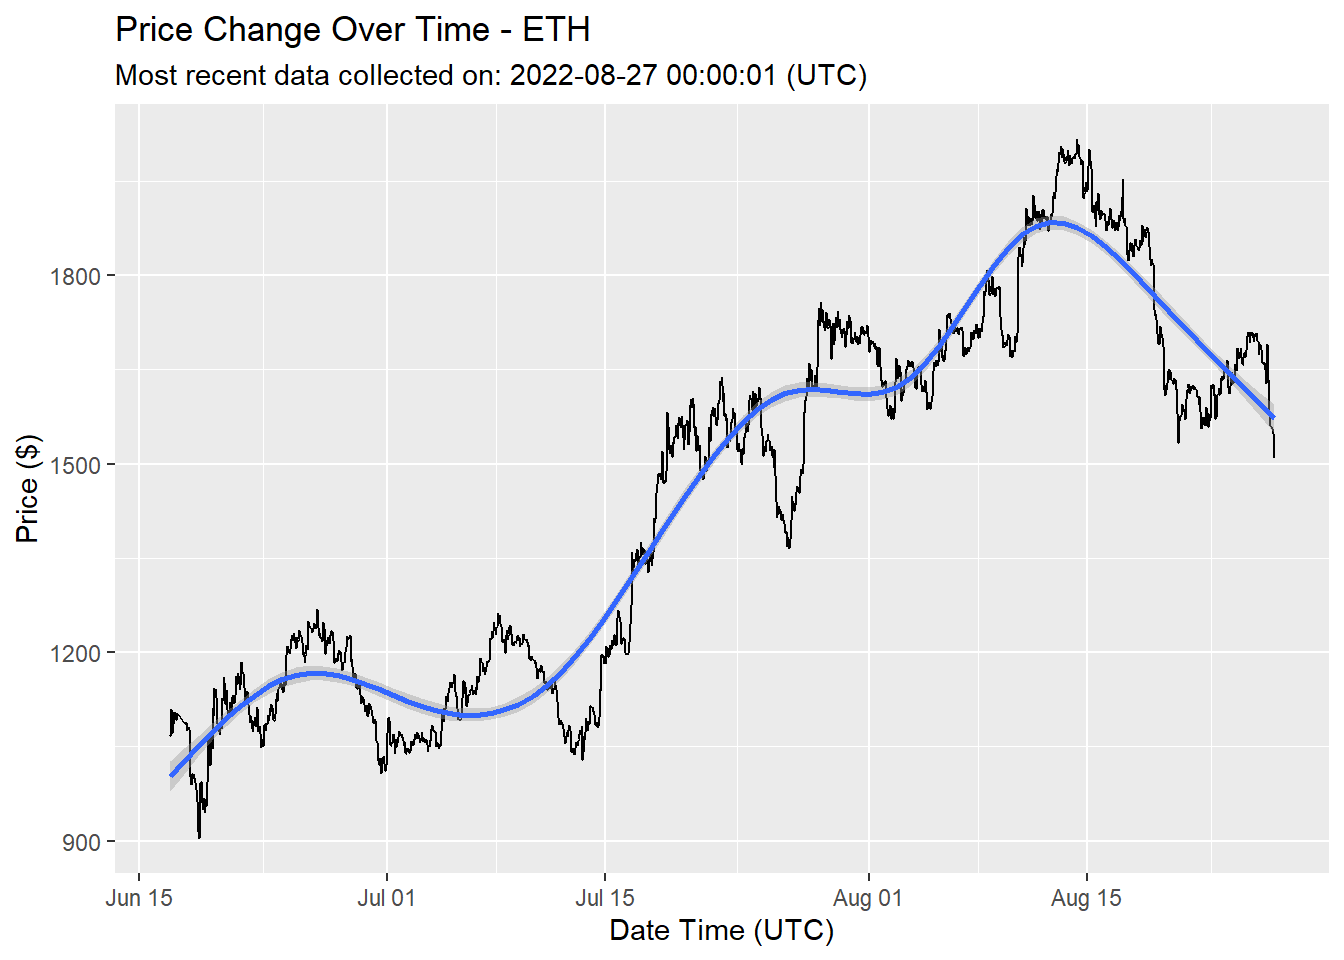 Price Change Over Time - ETH
Most recent data collected on: 2022-08-27 00:00:01 (UTC)
Price ($)
1800
1500
1200
900
Jun 15
Jul 01
Jul 15
Aug 01
Aug 15
Date Time (UTC)